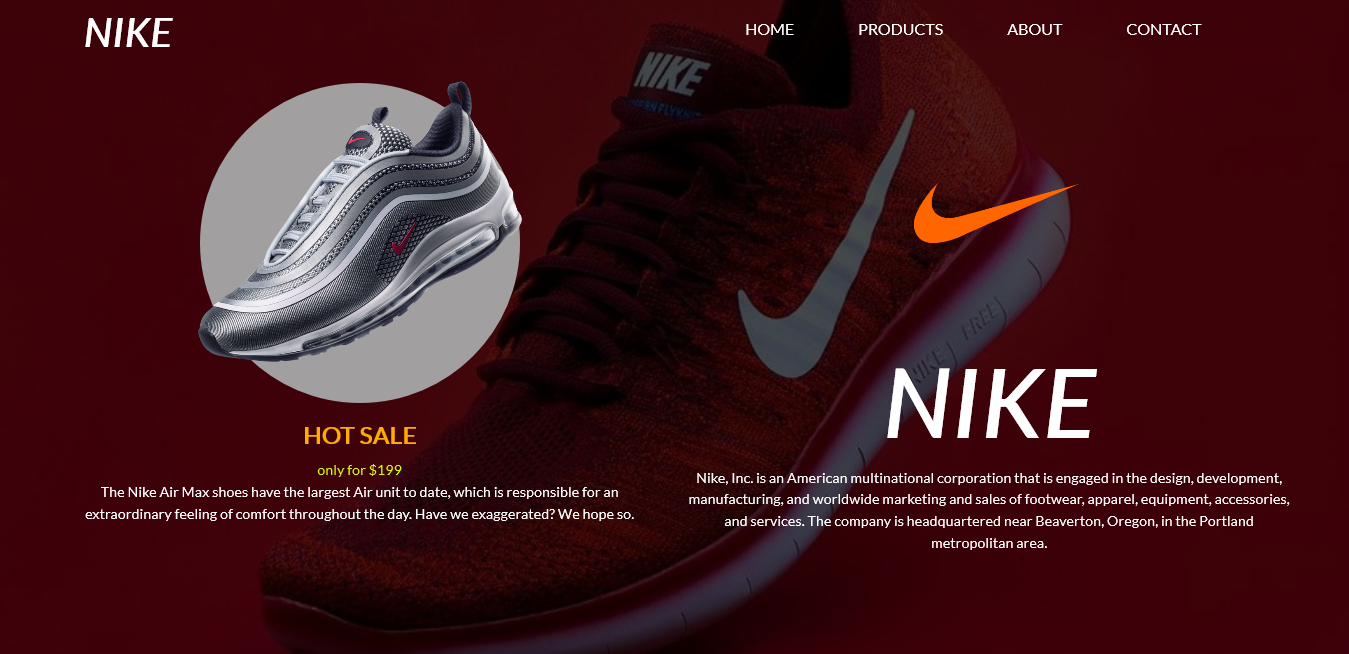 NIKE
HOME
PRODUCTS
ABOUT
CONTACT
NIKE
FREE
NIKE
HOT SALE
only for $199
The Nike Air Max shoes have the largest Air unit to date, which is responsible for an
extraordinary feeling of comfort throughout the day. Have we exaggerated? We hope so.
NIKE
Nike, Inc. is an American multinational corporation that is engaged in the design, development,
manufacturing, and worldwide marketing and sales of footwear, apparel, equipment, accessories,
and services. The company is headquartered near Beaverton, Oregon, in the Portland
metropolitan area.